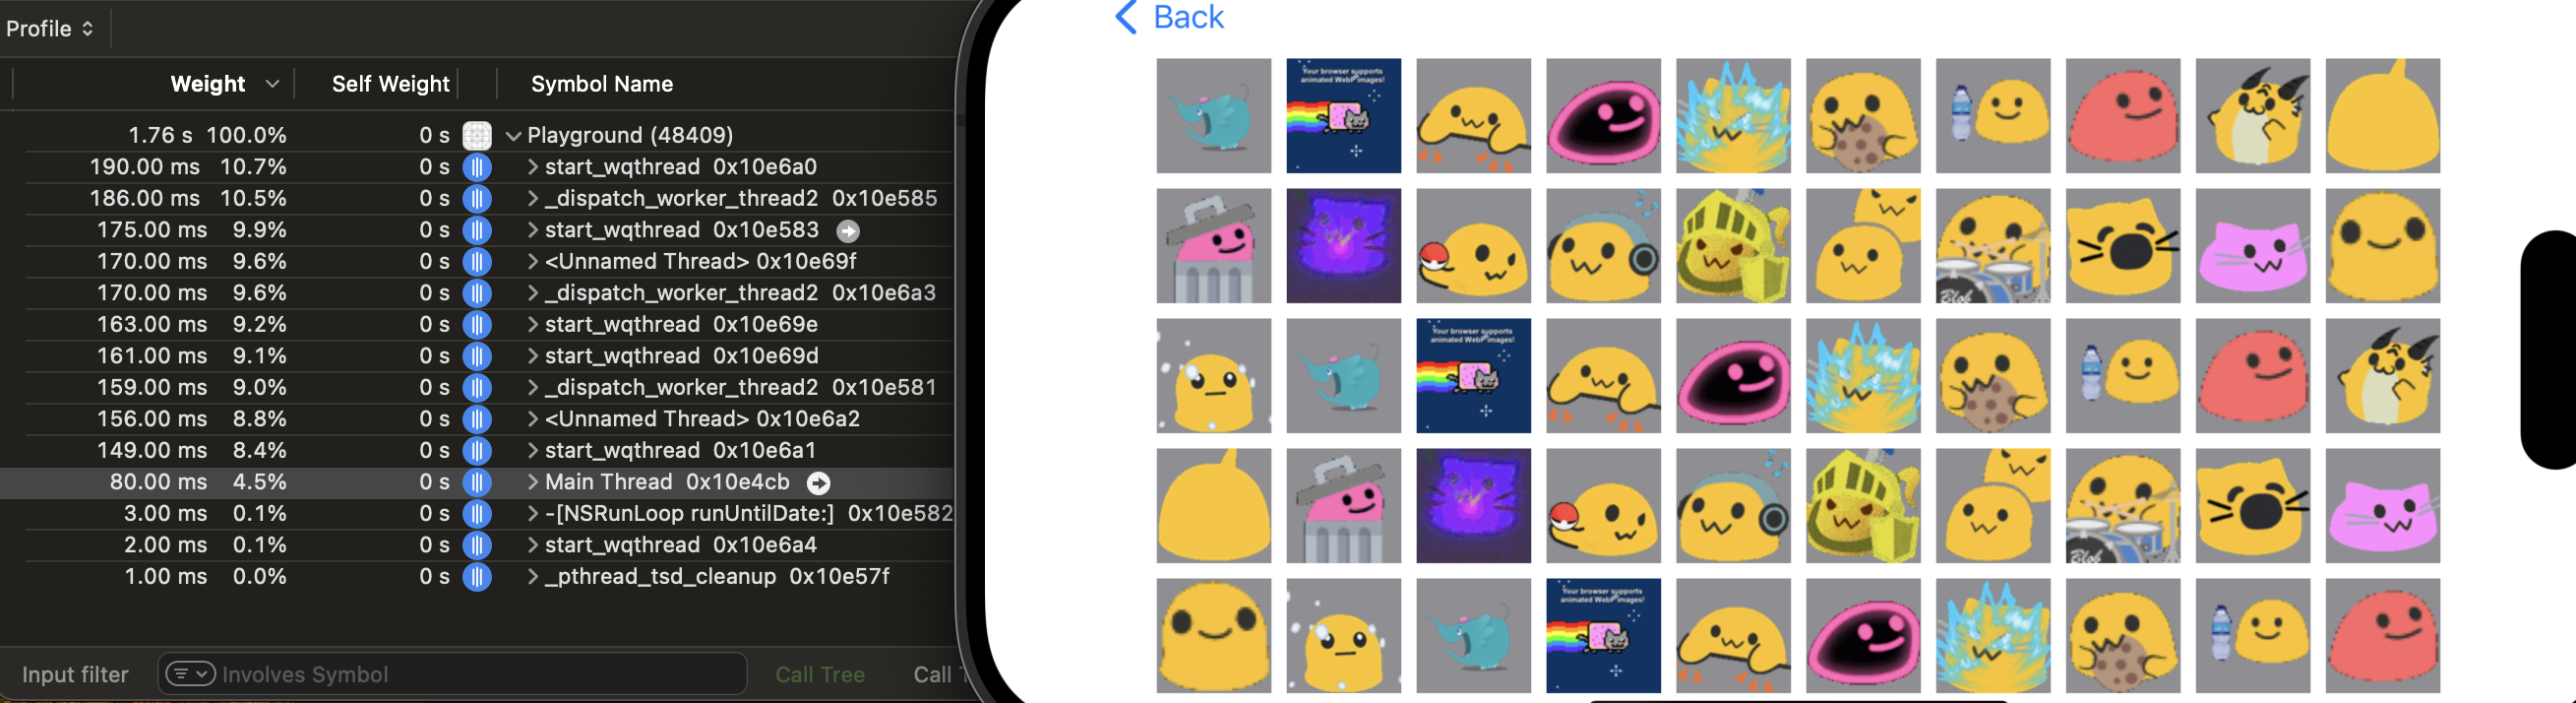 Profile
Weight Self Weight Symbol Name
1.76 s 100.0% 0 s Playground (48409)
190.00 ms 10.7% 0 s start_wqthread 0x10e6a0
186.00 ms 10.5% 0 s _dispatch_worker_thread2 0x10e585
175.00 ms 9.9% 0 s start_wqthread 0x10e583
170.00 ms 9.6% 0 s <Unnamed Thread> 0x10e69f
170.00 ms 9.6% 0 s _dispatch_worker_thread2 0x10e6a3
163.00 ms 9.2% 0 s start_wqthread 0x10e69e
161.00 ms 9.1% 0 s start_wqthread 0x10e69d
159.00 ms 9.0% 0 s _dispatch_worker_thread2 0x10e581
156.00 ms 8.8% 0 s <Unnamed Thread> 0x10e6a2
149.00 ms 8.4% 0 s start_wqthread 0x10e6a1
80.00 ms 4.5% 0 s Main Thread 0x10e4cb
3.00 ms 0.1% 0 s -[NSRunLoop runUntilDate:] 0x10e582
2.00 ms 0.1% 0 s start_wqthread 0x10e6a4
1.00 ms 0.0% 0 s _pthread_tsd_cleanup 0x10e57f
Input filter Involves Symbol Call Tree Call T
Back
Your browser supports
animated WebP images!
Blob
Your browser supports
animated WebP images!
Blob
Your browser supports
animated WebP images!